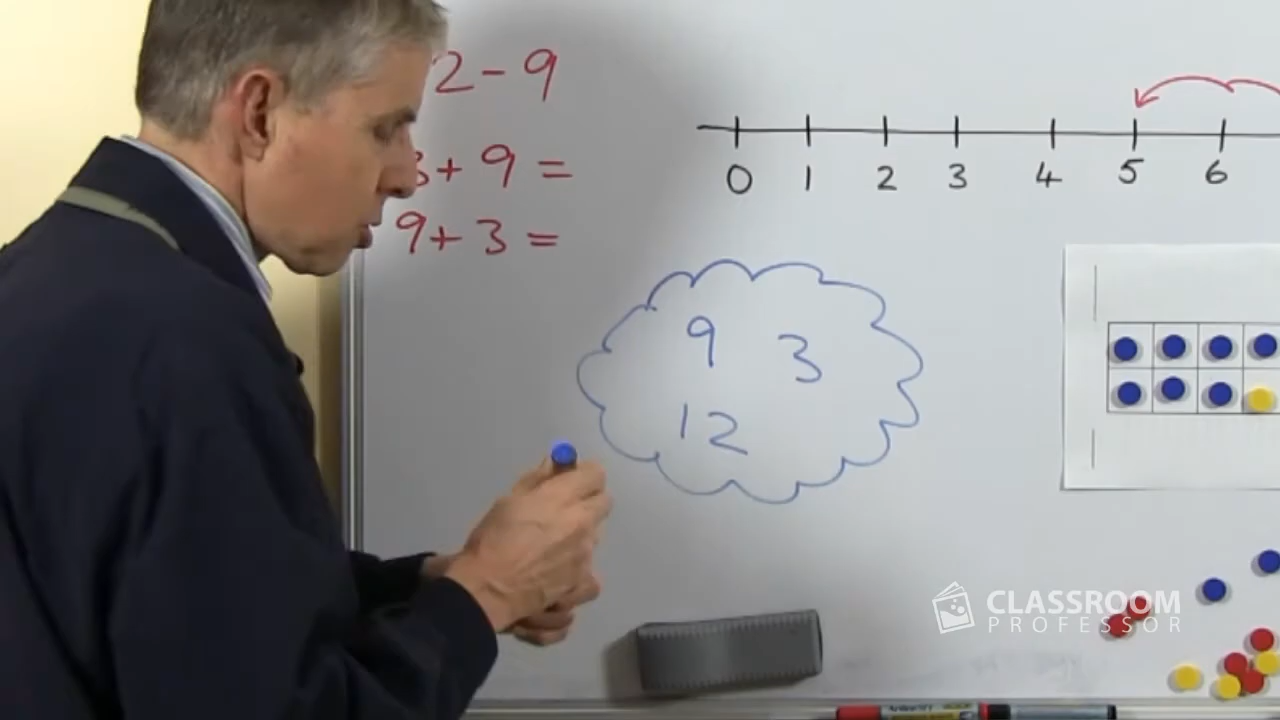 2 - 9
3 + 9 =
9 + 3 =
0 1 2 3 4 5 6
9 3
12
CLASSROOM
PROFESSOR